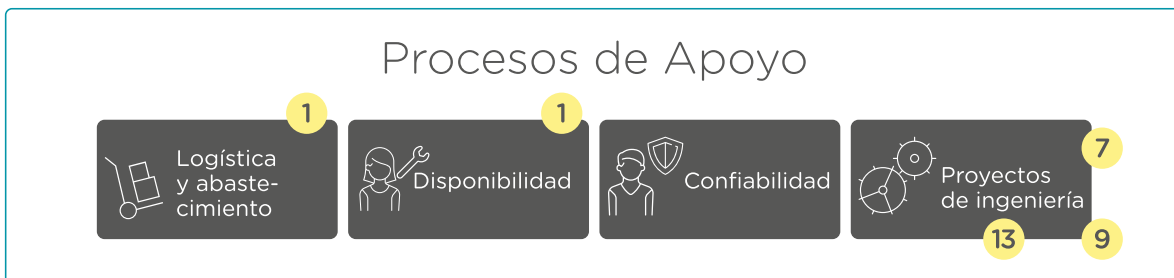 Procesos de Apoyo
1
Logística
y abaste-
cimiento
1
Disponibilidad
Confiabilidad
7
Proyectos
de ingeniería
13
9